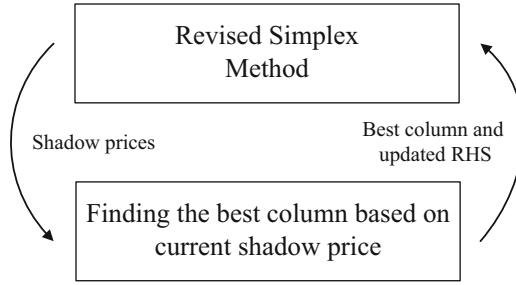 Revised Simplex
Method
Shadow prices
Best column and
updated RHS
Finding the best column based on
current shadow price